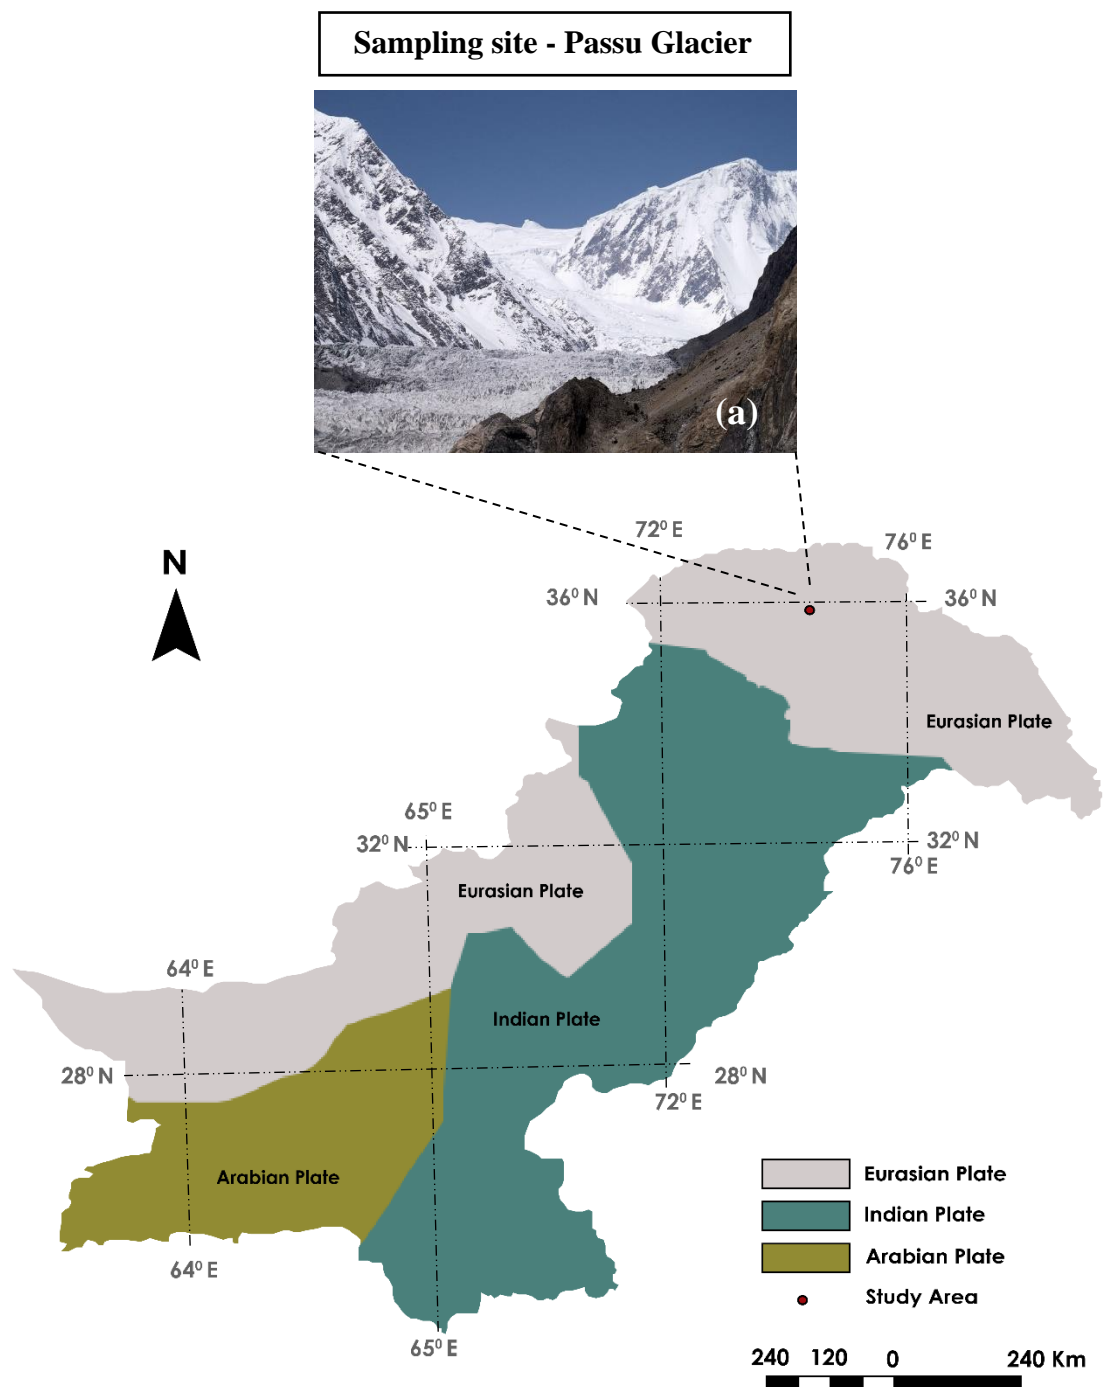 Sampling site - Passu Glacier
(a)
72⁰ E
76⁰ E
N
36⁰ N
36⁰ N
Eurasian Plate
65⁰ E
32⁰ N
32⁰ N
76⁰ E
Eurasian Plate
64⁰ E
Indian Plate
28⁰ N
28⁰ N
72⁰ E
Arabian Plate
Eurasian Plate
Indian Plate
Arabian Plate
Study Area
64⁰ E
65⁰ E
240 120 0 240 Km